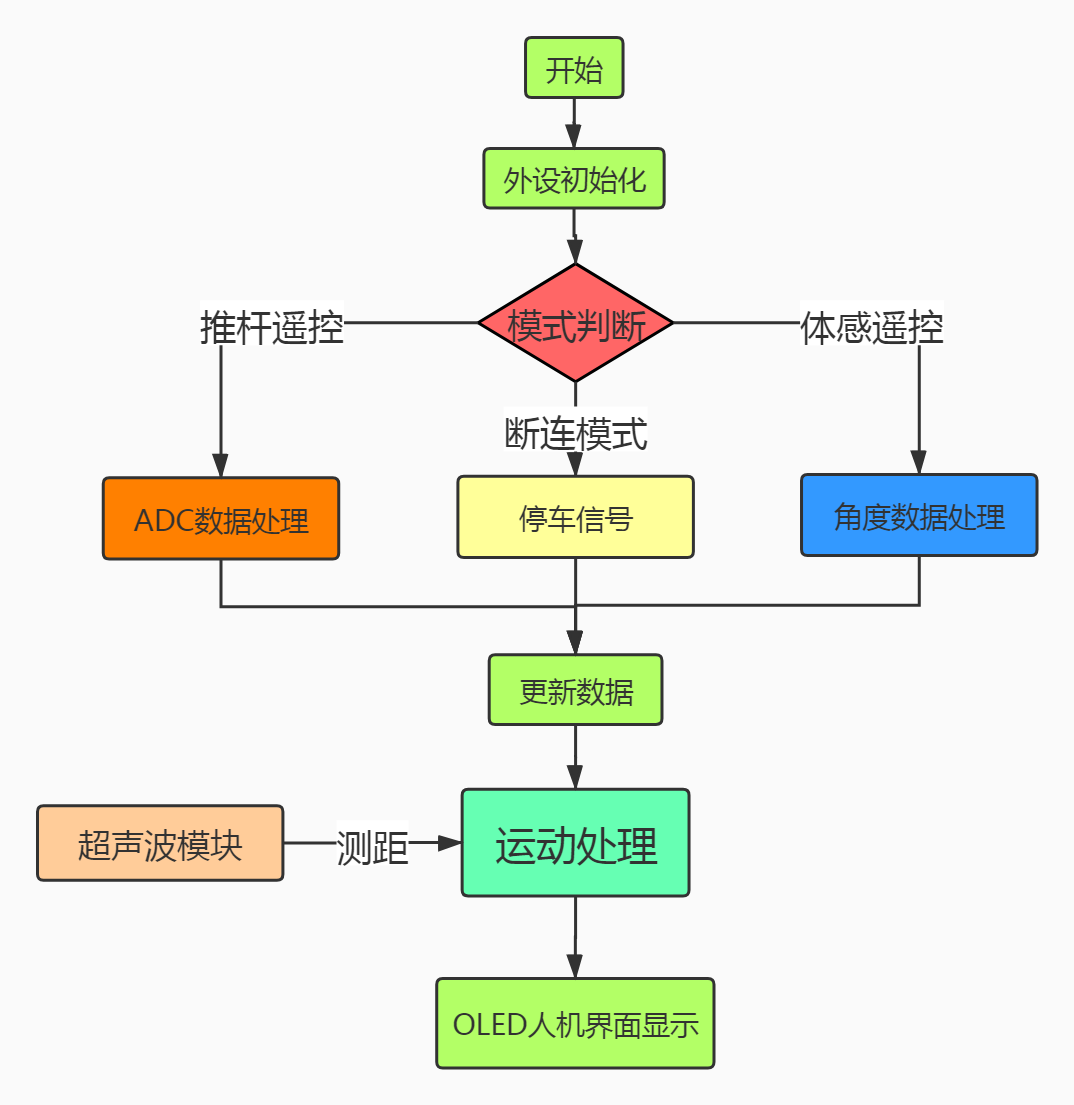 开始
外设初始化
模式判断
推杆遥控
体感遥控
断连模式
ADC数据处理
停车信号
角度数据处理
更新数据
超声波模块
测距
运动处理
OLED人机界面显示